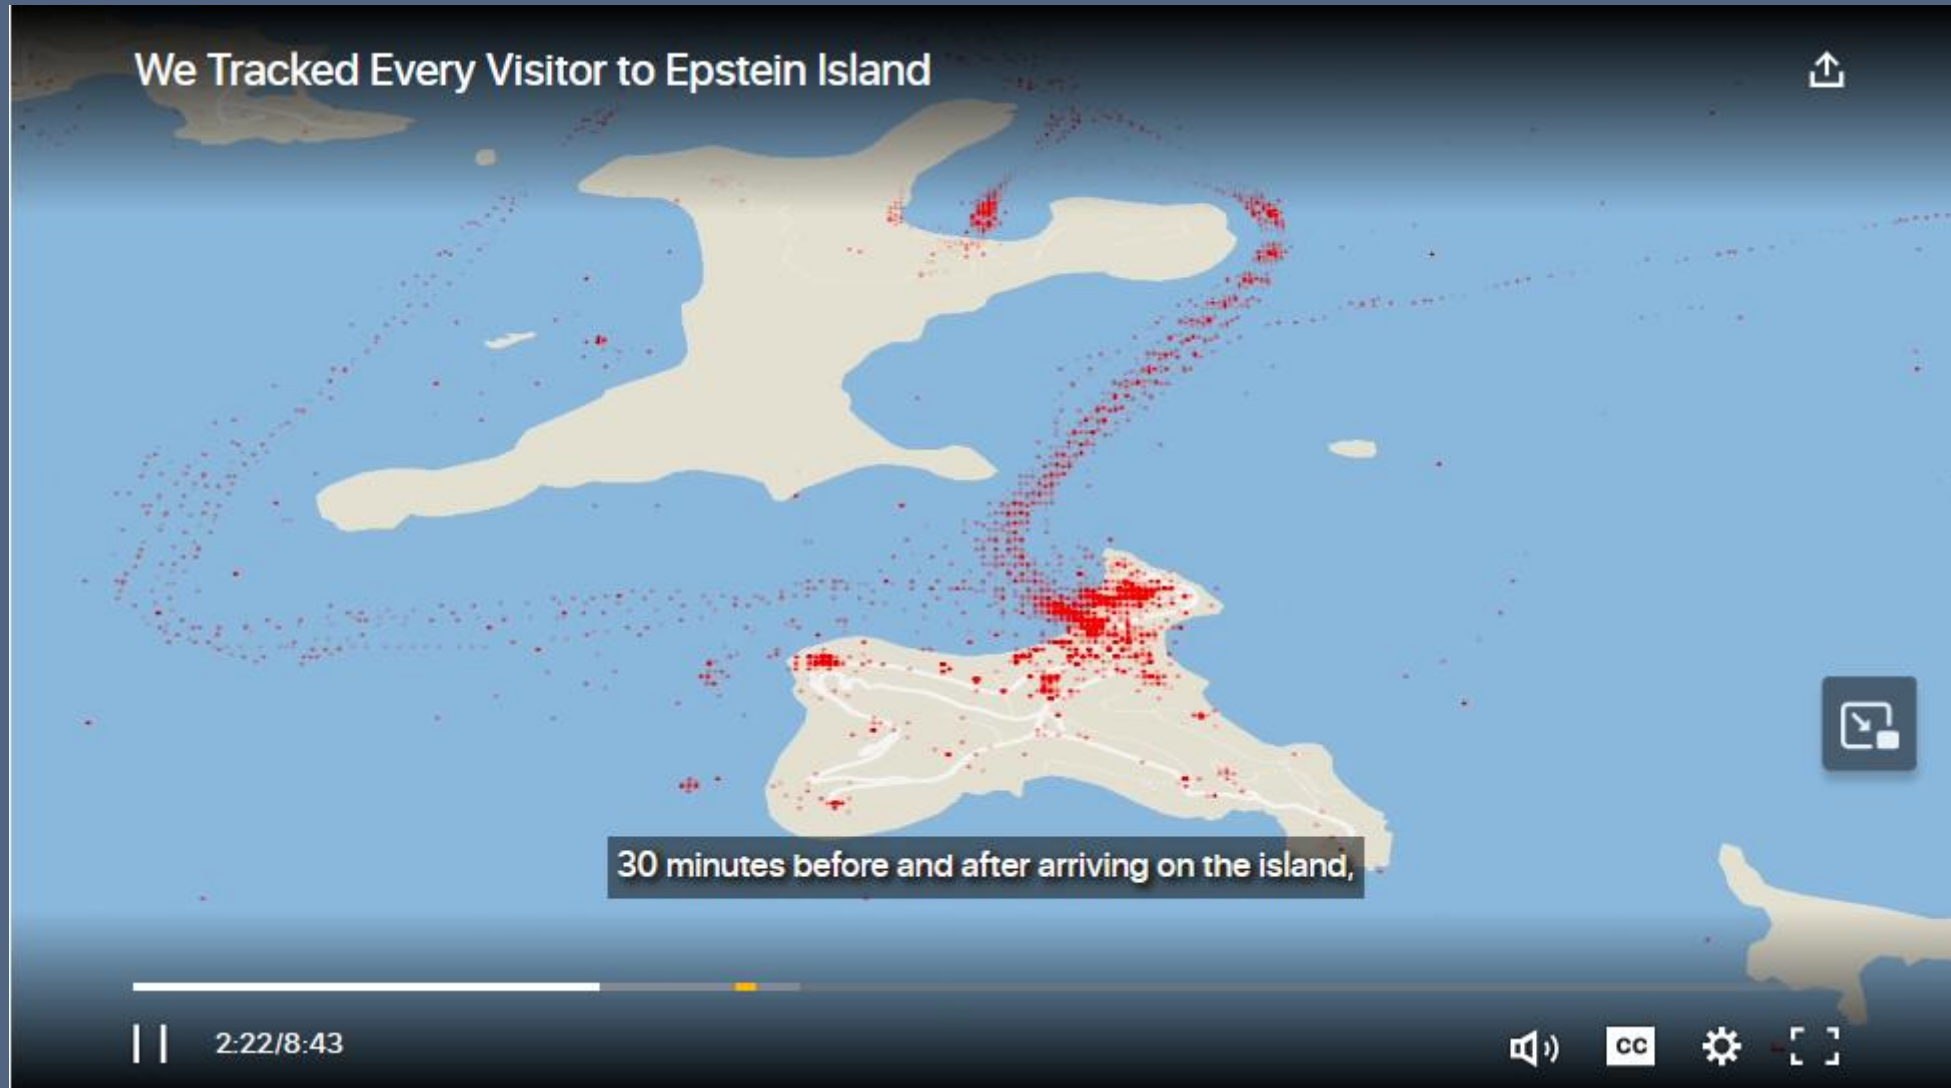 We Tracked Every Visitor to Epstein Island
30 minutes before and after arriving on the island,
2:22/8:43
CC